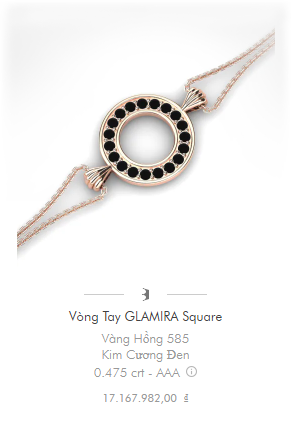 Vòng Tay GLAMIRA Square
Vàng Hồng 585
Kim Cương Đen
0.475 crt - AAA
17.167.982,00 ₫